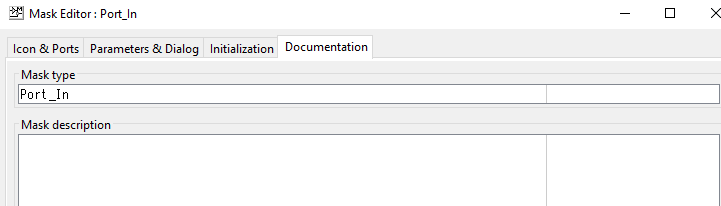 Mask Editor : Port_In
Icon & Ports Parameters & Dialog Initialization Documentation
Mask type
Port_In
Mask description